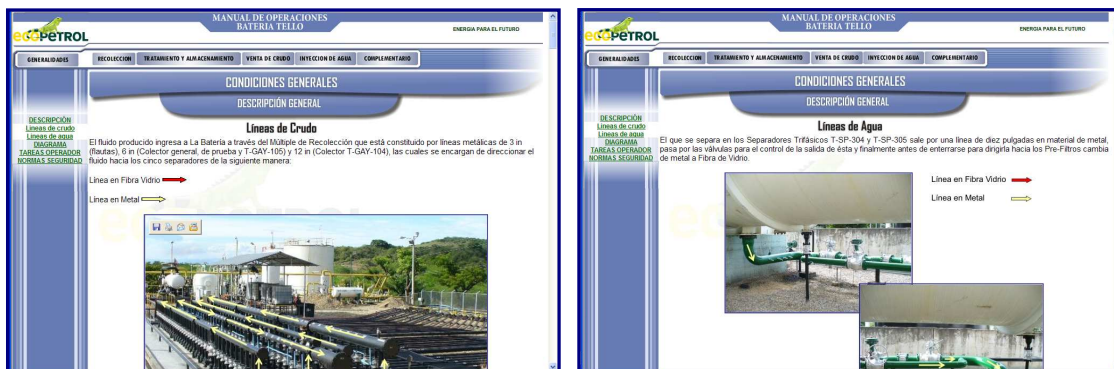 MANUAL DE OPERACIONES
BATERIA TELLO
ecoPETROL
ENERGIA PARA EL FUTURO
GENERALIDADES RECOLECCION TRATAMIENTO Y ALMACENAMIENTO VENTA DE CRUDO INYECCION DE AGUA COMPLEMENTARIO
CONDICIONES GENERALES
DESCRIPCIÓN GENERAL
DESCRIPCIÓN
Líneas de crudo
Líneas de agua
DIAGRAMA
TAREAS OPERADOR
NORMAS SEGURIDAD
Líneas de Crudo
El fluido producido ingresa a La Batería a través del Múltiple de Recolección que está constituido por líneas metálicas de 3 in
(flautas), 6 in (Colector general, de prueba y T-GAY-105) y 12 in (Colector T-GAY-104), las cuales se encargan de direccionar el
fluido hacia los cinco separadores de la siguiente manera:
Línea en Fibra Vidrio
Línea en Metal
MANUAL DE OPERACIONES
BATERIA TELLO
ecoPETROL
ENERGIA PARA EL FUTURO
GENERALIDADES RECOLECCION TRATAMIENTO Y ALMACENAMIENTO VENTA DE CRUDO INYECCION DE AGUA COMPLEMENTARIO
CONDICIONES GENERALES
DESCRIPCIÓN GENERAL
DESCRIPCIÓN
Líneas de crudo
Líneas de agua
DIAGRAMA
TAREAS OPERADOR
NORMAS SEGURIDAD
Líneas de Agua
El que se separa en los Separadores Trifásicos T-SP-304 y T-SP-305 sale por una línea de diez pulgadas en material de metal,
pasa por las válvulas para el control de la salida de ésta y finalmente antes de enterrarse para dirigirla hacia los Pre-Filtros cambia
de metal a Fibra de Vidrio.
Línea en Fibra Vidrio
Línea en Metal